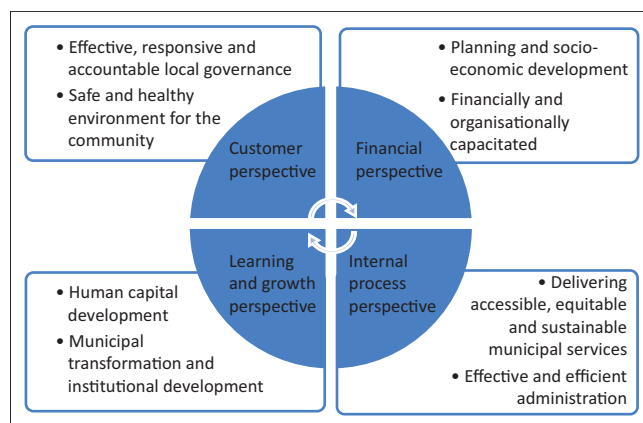 • Effective, responsive and
accountable local governance
• Safe and healthy
environment for the
community
• Planning and socio-
economic development
• Financially and
organisationally
capacitated
Customer
perspective
Financial
perspective
Learning
and growth
perspective
Internal
process
perspective
• Human capital
development
• Municipal
transformation and
institutional development
• Delivering
accessible, equitable
and sustainable
municipal services
• Effective and efficient
administration